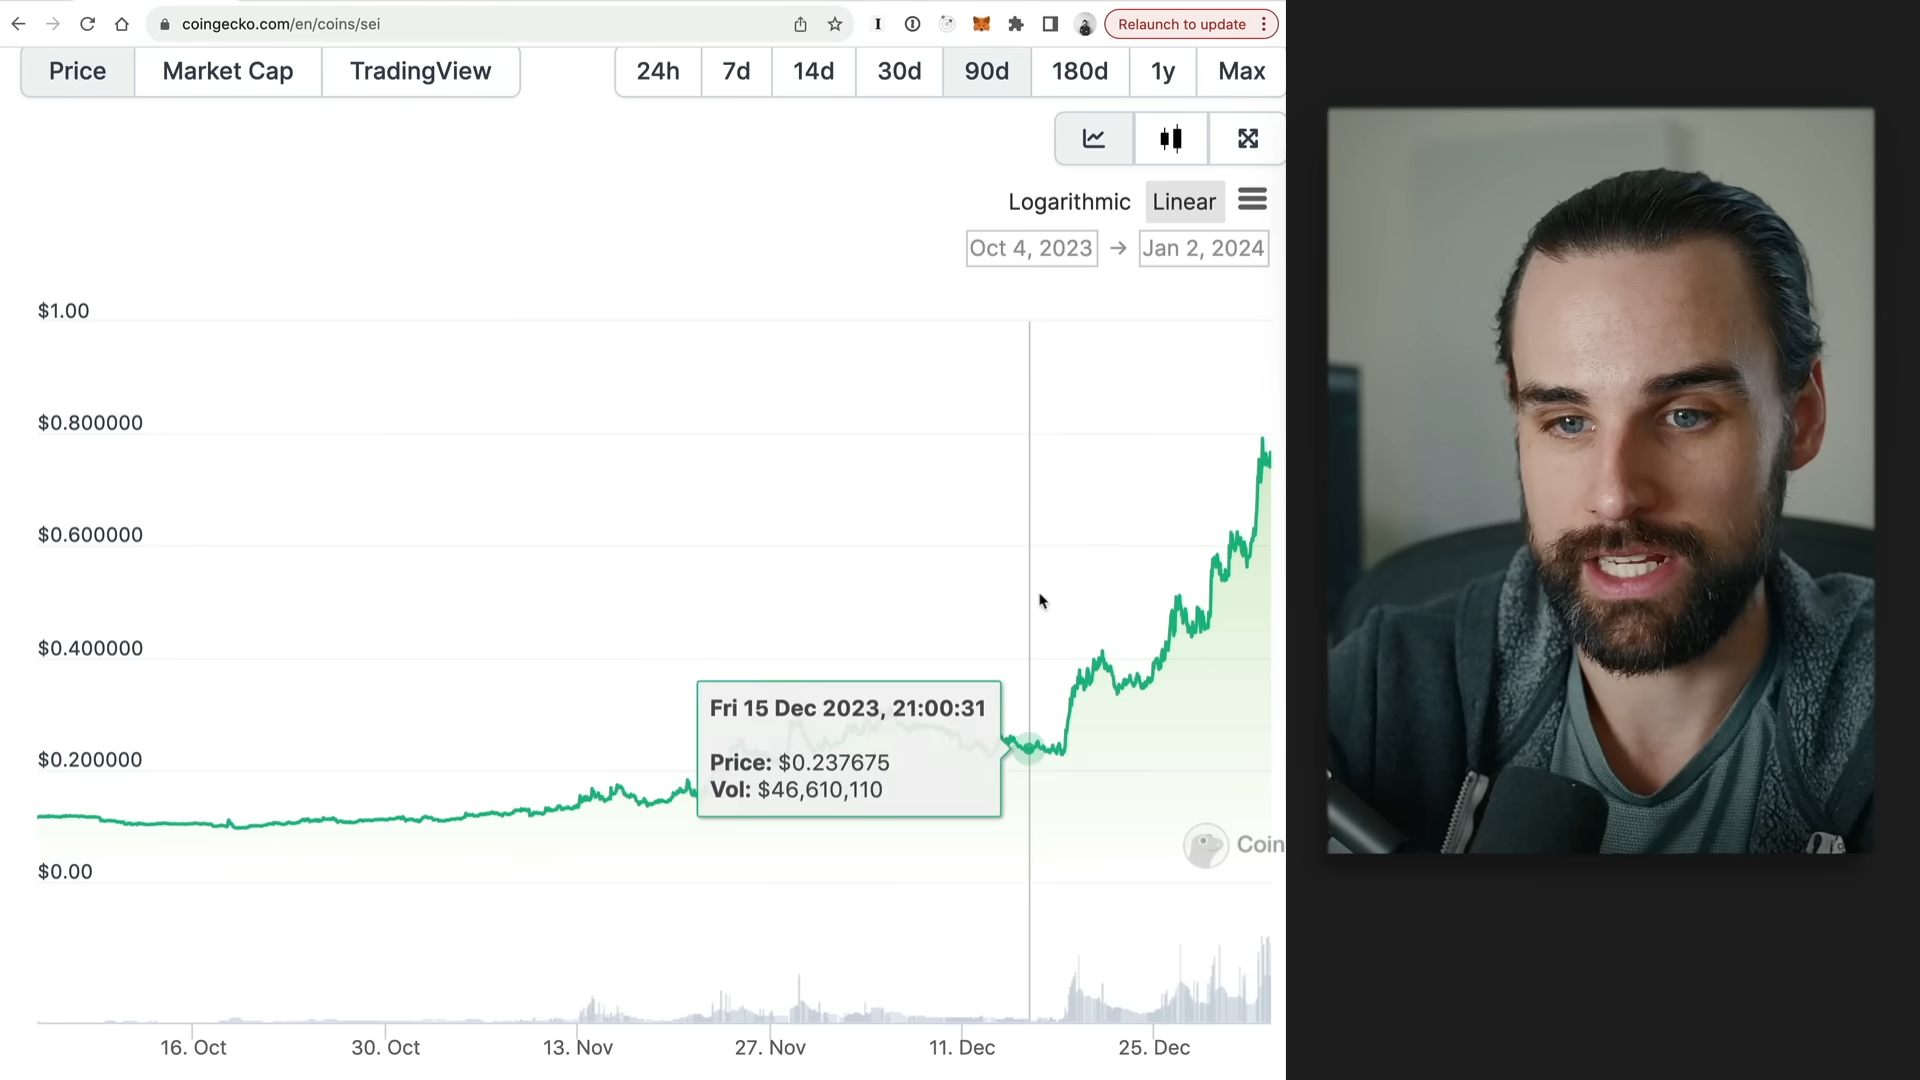 coingecko.com/en/coins/sei
Relaunch to update
Price Market Cap TradingView
24h 7d 14d 30d 90d 180d 1y Max
Logarithmic Linear
Oct 4, 2023 → Jan 2, 2024
$1.00
$0.800000
$0.600000
$0.400000
$0.200000
$0.00
Fri 15 Dec 2023, 21:00:31
Price: $0.237675
Vol: $46,610,110
Coin
16. Oct 30. Oct 13. Nov 27. Nov 11. Dec 25. Dec